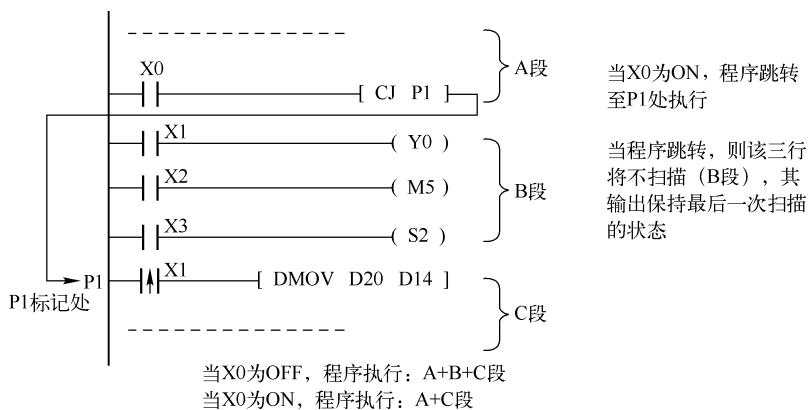 A段
X0
[ CJ P1 ]
当X0为ON，程序跳转
至P1处执行
X1
( Y0 )
X2
( M5 )
B段
X3
( S2 )
当程序跳转，则该三行
将不扫描（B段），其
输出保持最后一次扫描
的状态
P1
X1
[ DMOV D20 D14 ]
P1标记处
C段
当X0为OFF，程序执行：A+B+C段
当X0为ON，程序执行：A+C段